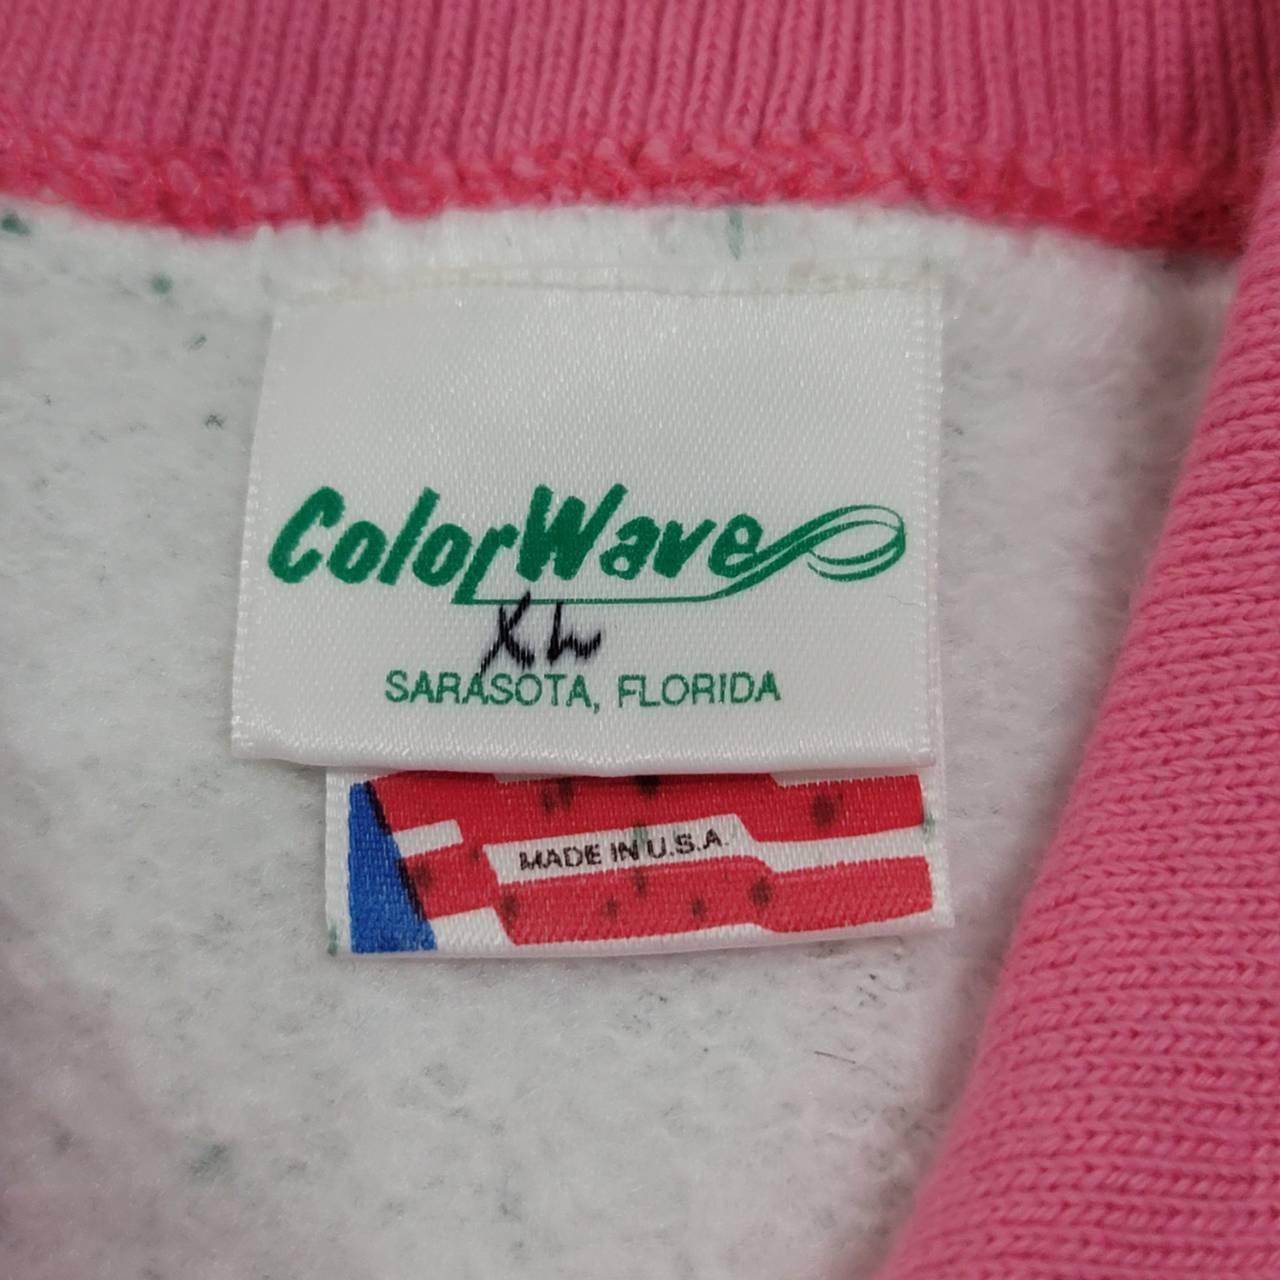 ColorWave
XL
SARASOTA, FLORIDA
MADE IN U.S.A.